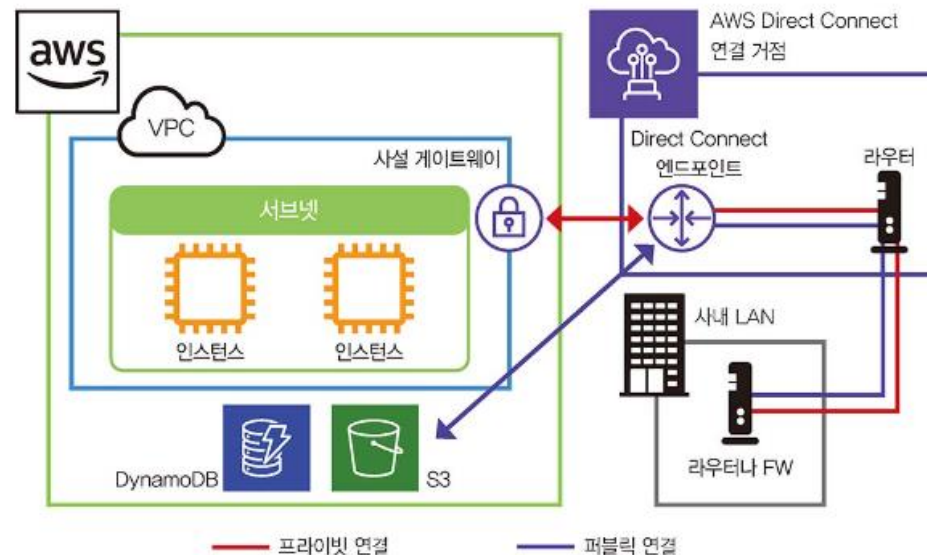 aws
VPC
사설 게이트웨이
서브넷
인스턴스
인스턴스
DynamoDB
S3
AWS Direct Connect
연결 거점
Direct Connect
엔드포인트
라우터
사내 LAN
라우터나 FW
프라이빗 연결
퍼블릭 연결